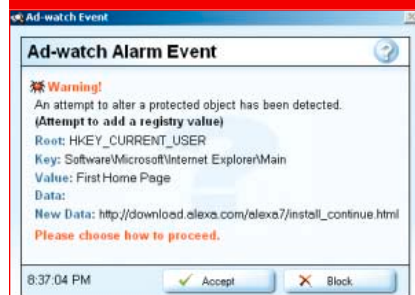 Ad-watch Event
Ad-watch Alarm Event
Warning!
An attempt to alter a protected object has been detected.
(Attempt to add a registry value)
Root: HKEY_CURRENT_USER
Key: Software\Microsoft\Internet Explorer\Main
Value: First Home Page
Data:
New Data: http://download.alexa.com/alexa7/install_continue.html
Please choose how to proceed.
8:37:04 PM
Accept
Block